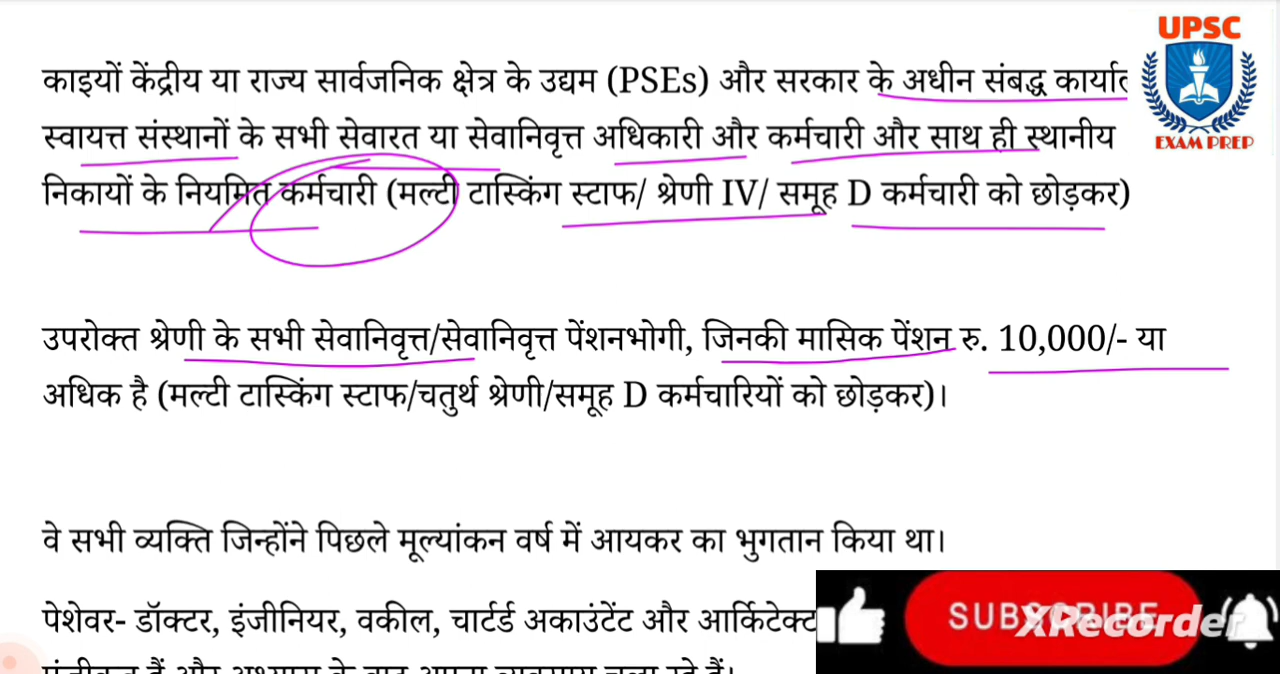 काइयों केंद्रीय या राज्य सार्वजनिक क्षेत्र के उद्यम (PSEs) और सरकार के अधीन संबद्ध
स्वायत्त संस्थानों के सभी सेवारत या सेवानिवृत्त अधिकारी और कर्मचारी और साथ ही स्थानीय
निकायों के नियमित कर्मचारी (मल्टी टास्किंग स्टाफ/ श्रेणी IV/ समूह D कर्मचारी को छोड़कर)
उपरोक्त श्रेणी के सभी सेवानिवृत्त/सेवानिवृत्त पेंशनभोगी, जिनकी मासिक पेंशन रु. 10,000/- या
अधिक है (मल्टी टास्किंग स्टाफ/चतुर्थ श्रेणी/समूह D कर्मचारियों को छोड़कर)।
वे सभी व्यक्ति जिन्होंने पिछले मूल्यांकन वर्ष में आयकर का भुगतान किया था।
पेशेवर- डॉक्टर, इंजीनियर, वकील, चार्टर्ड अकाउंटेंट और आर्किटेक्ट
UPSC
EXAM PREP
SUBSCRIBE
XRecorder